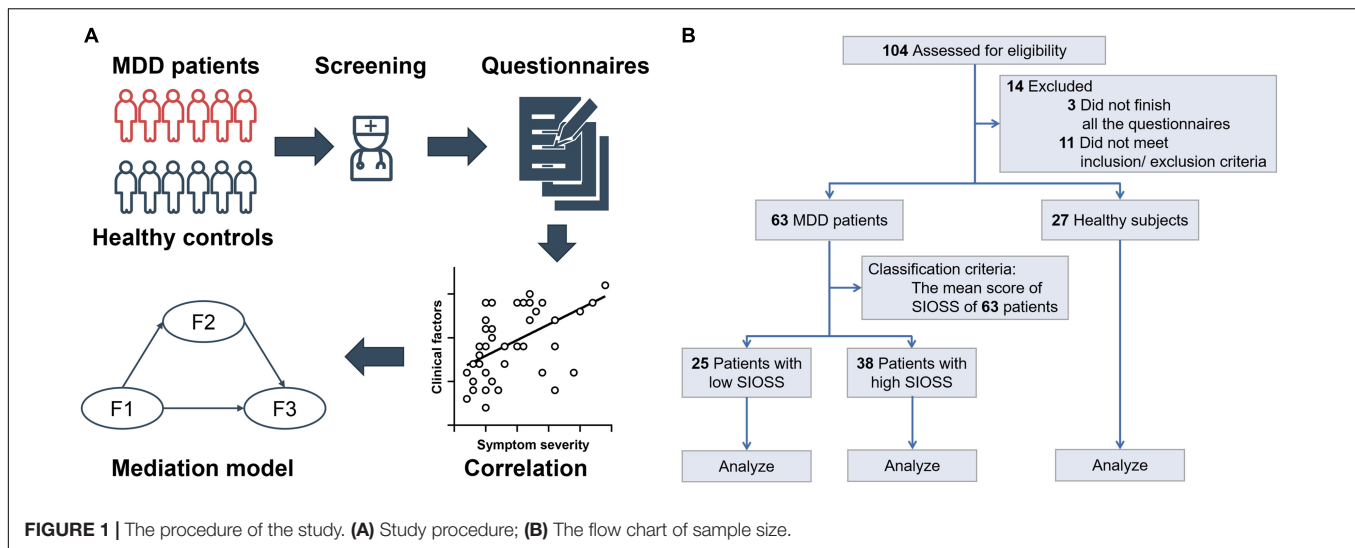 A
MDD patients
Screening
Questionnaires
Healthy controls
Clinical factors
Symptom severity
Correlation
F1
F2
F3
Mediation model
B
104 Assessed for eligibility
14 Excluded
3 Did not finish
all the questionnaires
11 Did not meet
inclusion/ exclusion criteria
63 MDD patients
27 Healthy subjects
Classification criteria:
The mean score of
SIOSS of 63 patients
25 Patients with
low SIOSS
38 Patients with
high SIOSS
Analyze
Analyze
Analyze
FIGURE 1 | The procedure of the study. (A) Study procedure; (B) The flow chart of sample size.